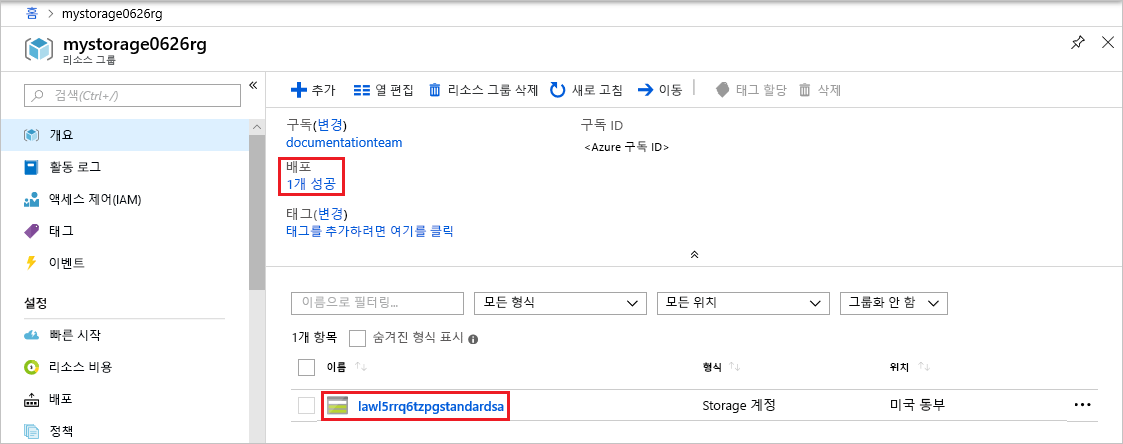 홈 > mystorage0626rg
mystorage0626rg
리소스 그룹
검색(Ctrl+/)
개요
활동 로그
액세스 제어(IAM)
태그
이벤트
설정
빠른 시작
리소스 비용
배포
정책
추가 열 편집 리소스 그룹 삭제 새로 고침 이동 태그 할당 삭제
구독(변경) 구독 ID
documentationteam <Azure 구독 ID>
배포
1개 성공
태그(변경)
태그를 추가하려면 여기를 클릭
이름으로 필터링... 모든 형식 모든 위치 그룹화 안 함
1개 항목 숨겨진 형식 표시
이름 형식 위치
lawl5rrq6tzpgstandardsa Storage 계정 미국 동부